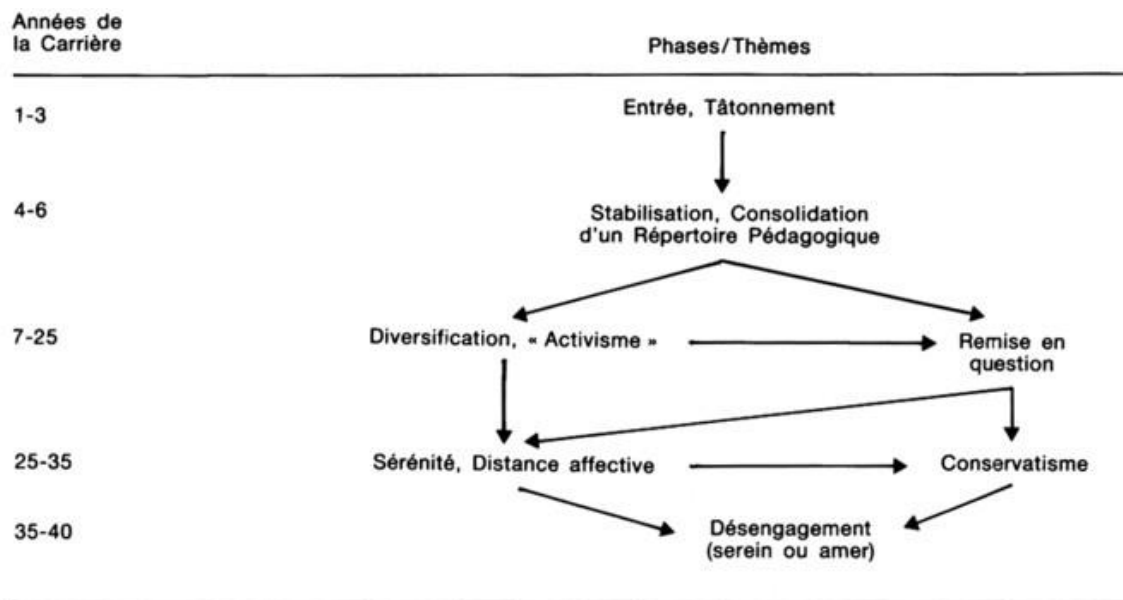 Années de
la Carrière
Phases/Thèmes
1-3
Entrée, Tâtonnement
4-6
Stabilisation, Consolidation
d'un Répertoire Pédagogique
7-25
Diversification, « Activisme »
Remise en
question
25-35
Sérénité, Distance affective
Conservatisme
35-40
Désengagement
(serein ou amer)